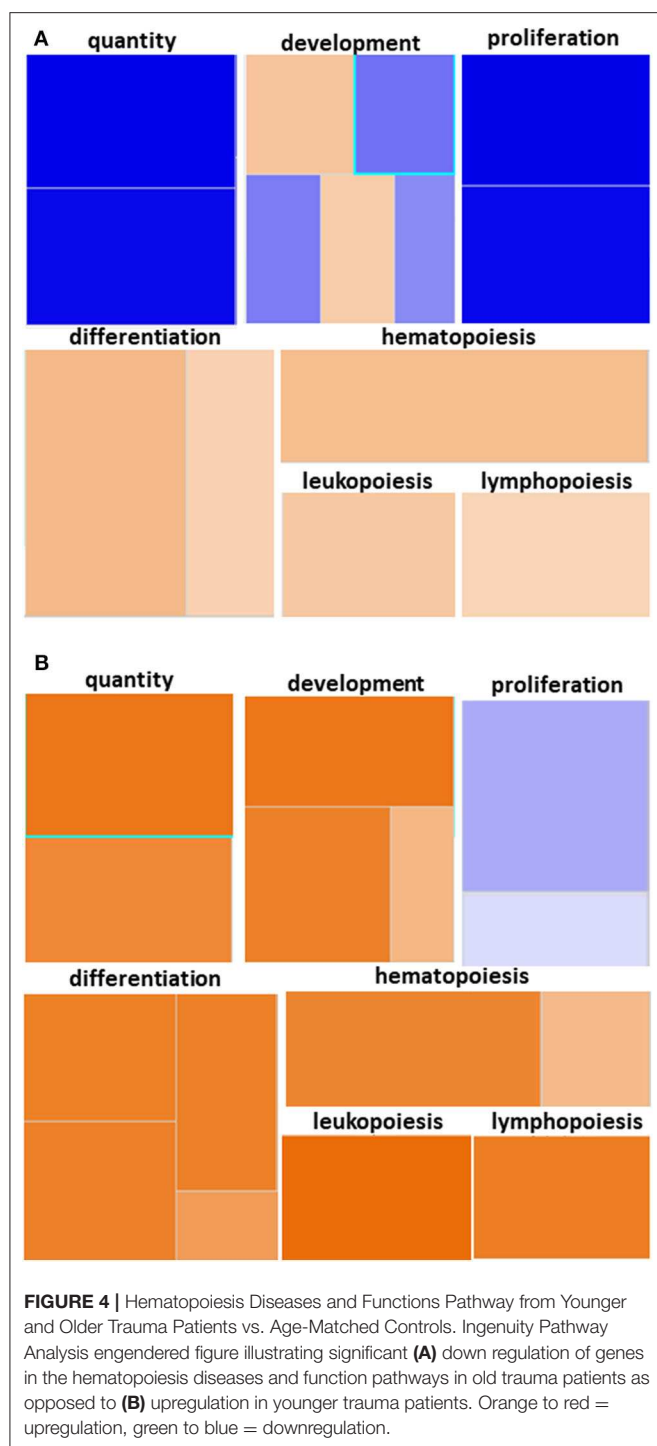 A
quantity
development
proliferation
differentiation
hematopoiesis
leukopoiesis
lymphopoiesis
B
quantity
development
proliferation
differentiation
hematopoiesis
leukopoiesis
lymphopoiesis
FIGURE 4 | Hematopoiesis Diseases and Functions Pathway from Younger
and Older Trauma Patients vs. Age-Matched Controls. Ingenuity Pathway
Analysis engendered figure illustrating significant (A) down regulation of genes
in the hematopoiesis diseases and function pathways in old trauma patients as
opposed to (B) upregulation in younger trauma patients. Orange to red =
upregulation, green to blue = downregulation.